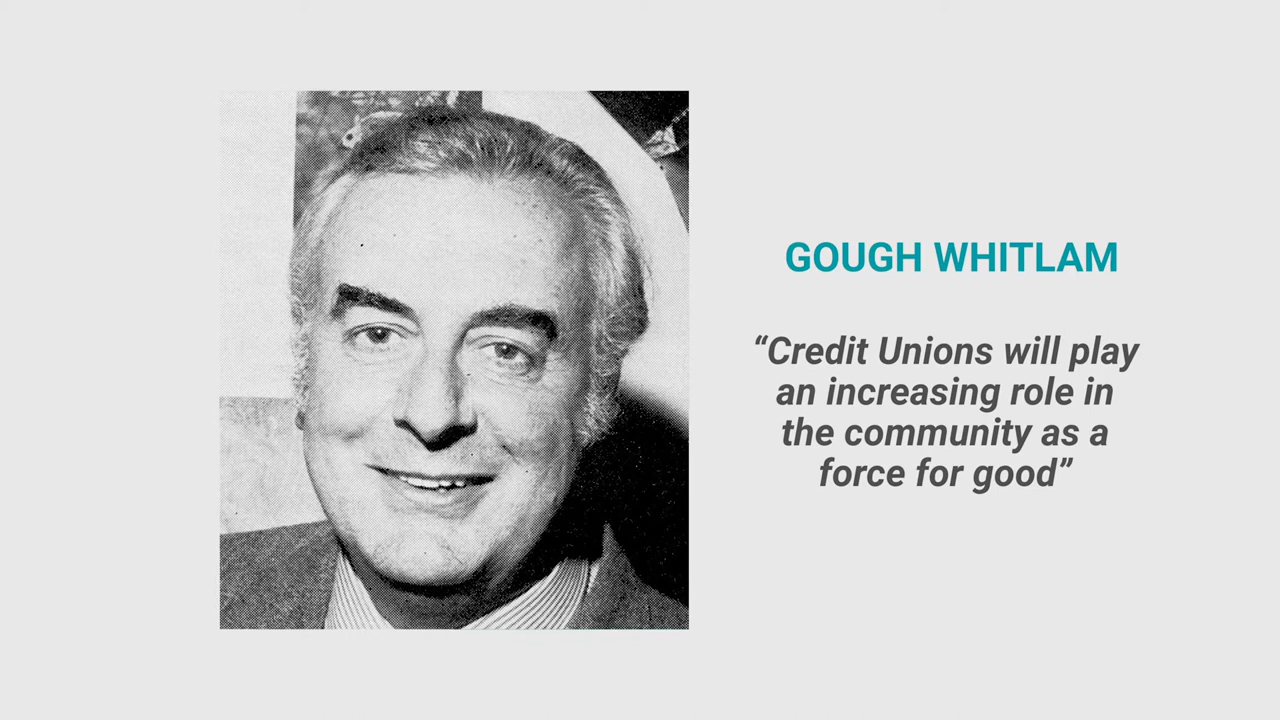 GOUGH WHITLAM
“Credit Unions will play
an increasing role in
the community as a
force for good”